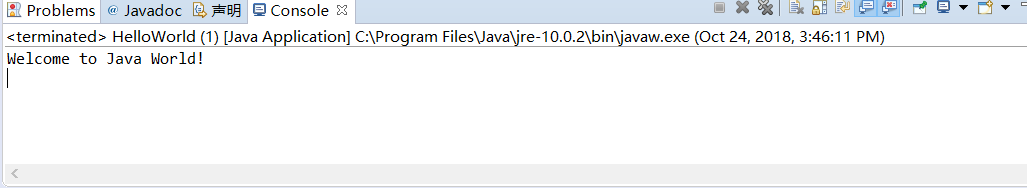 Problems @ Javadoc 声明 Console
<terminated> HelloWorld (1) [Java Application] C:\Program Files\Java\jre-10.0.2\bin\javaw.exe (Oct 24, 2018, 3:46:11 PM)
Welcome to Java World!